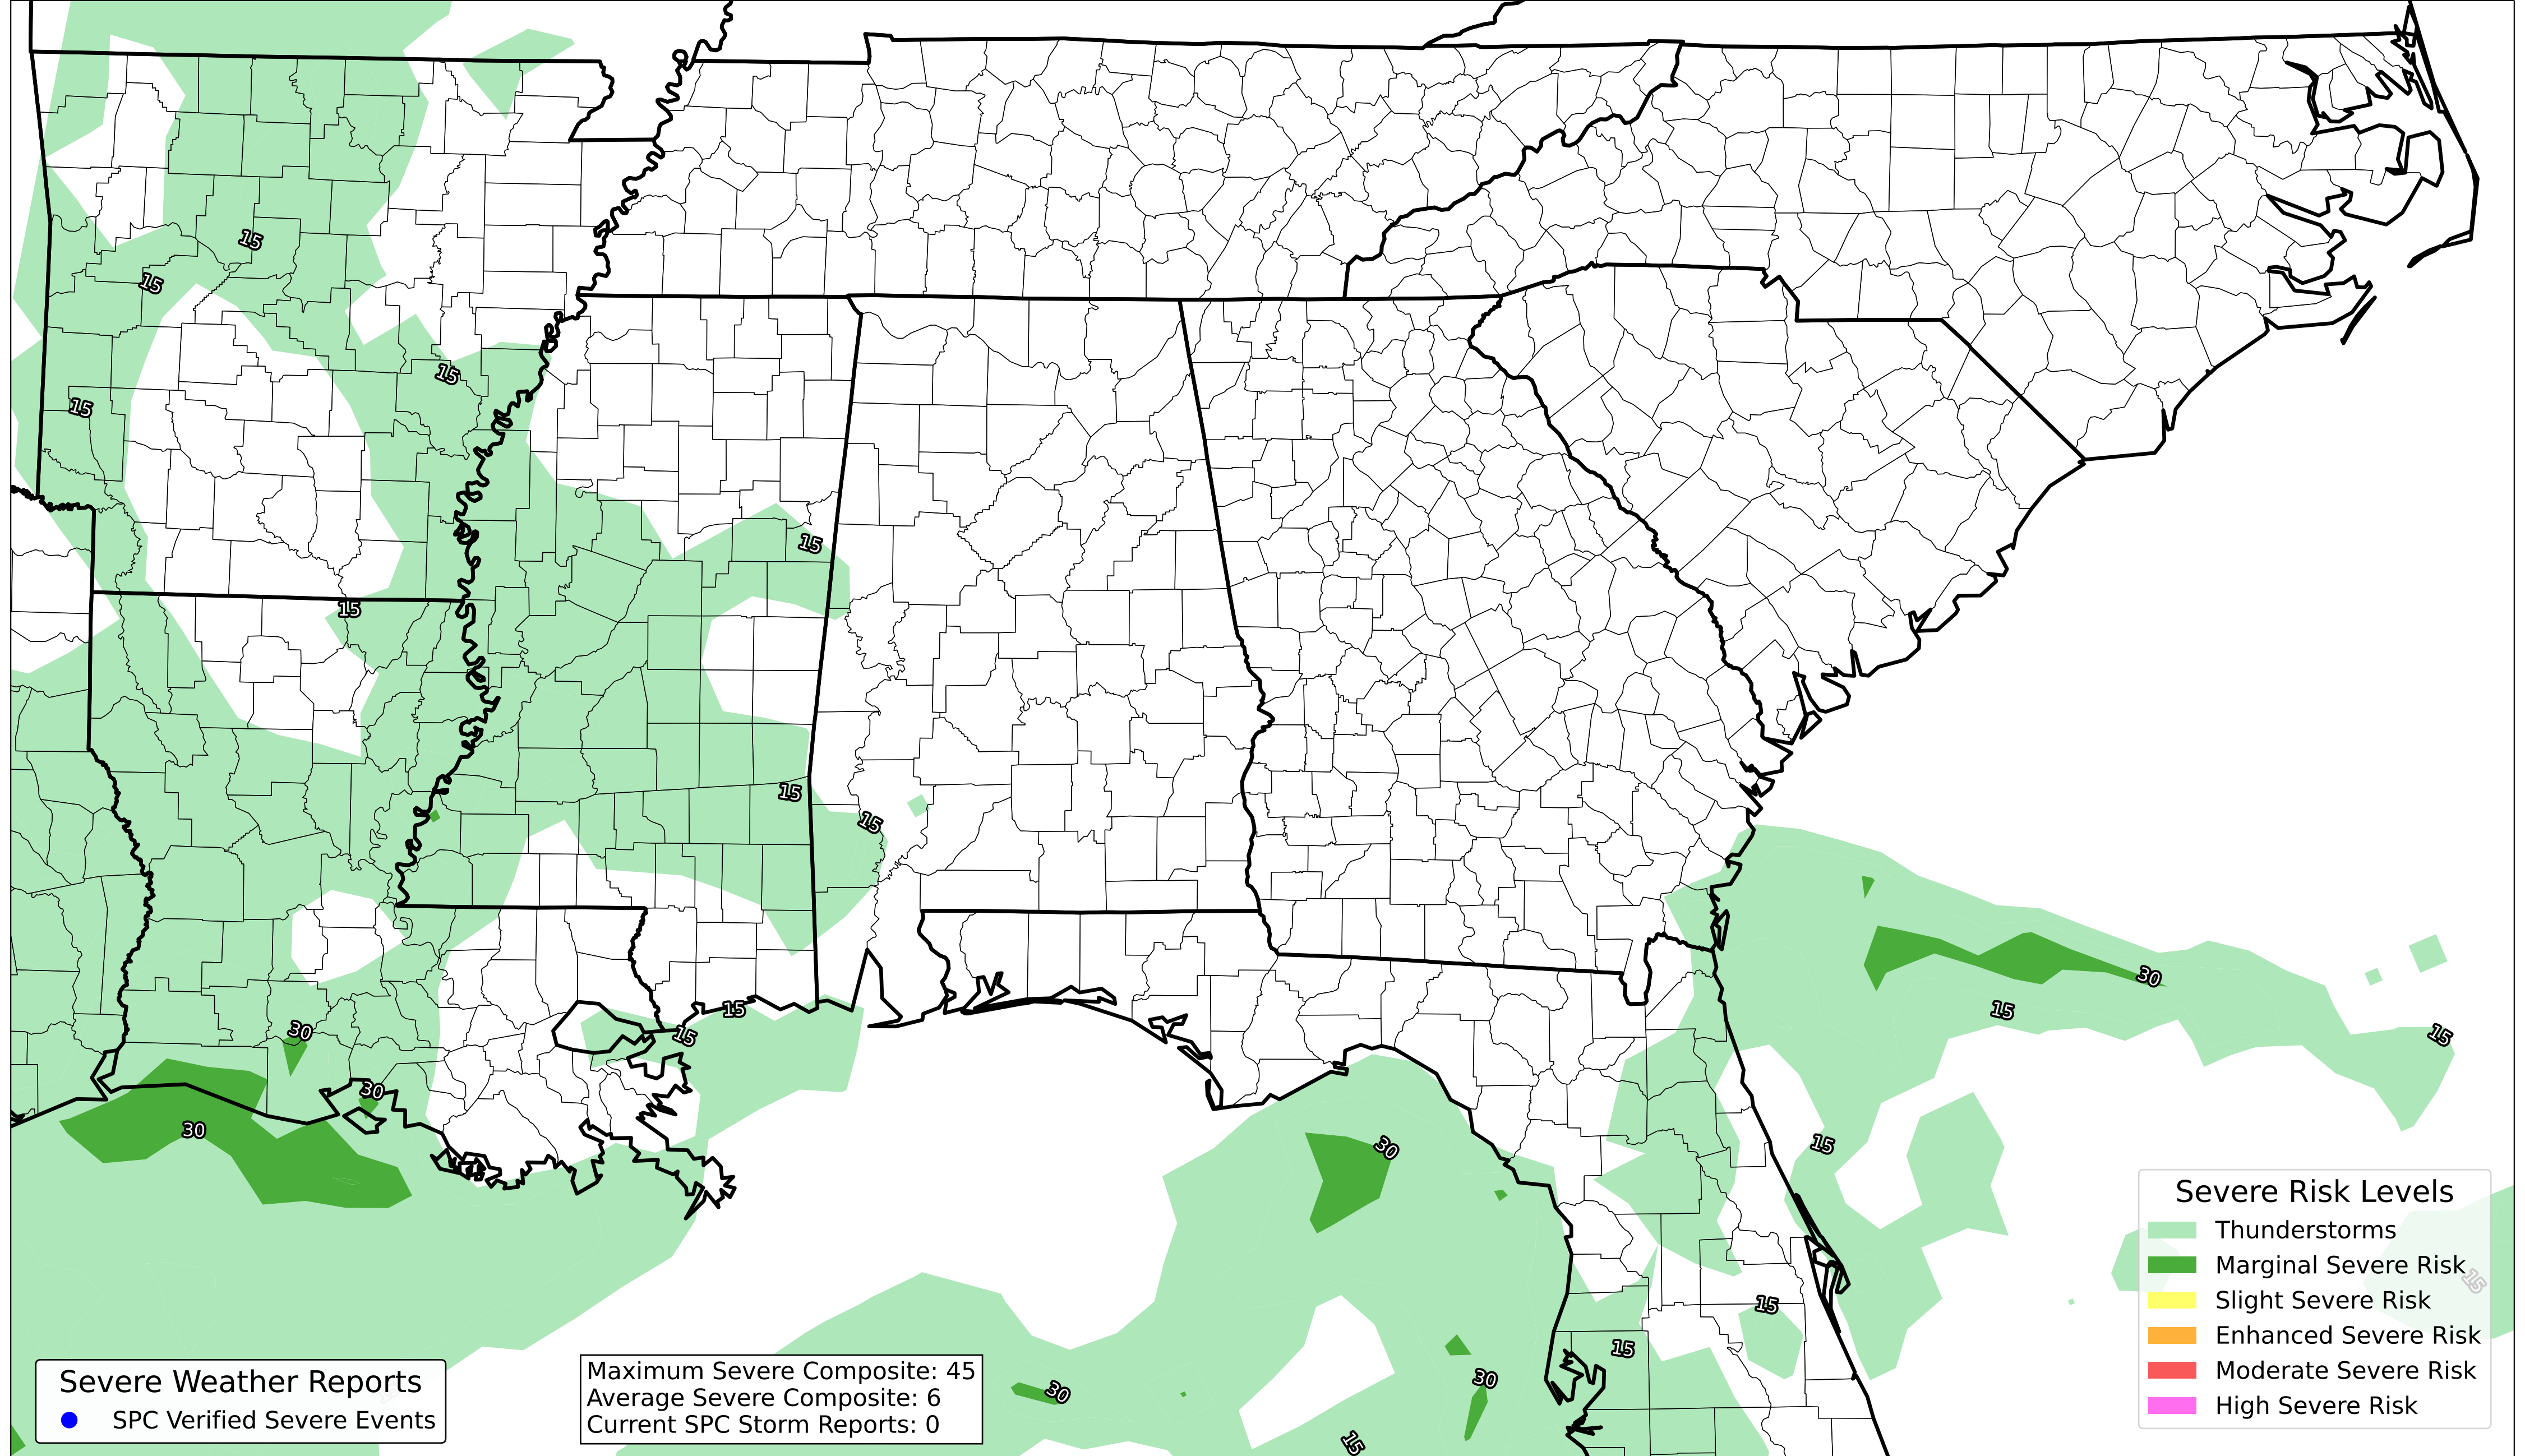 15
15
15
15
15
15
15
15
30
15
15
30
30
30
15
15
15
30
15
15
15
30
30
15
Severe Risk Levels
Thunderstorms
Marginal Severe Risk
Slight Severe Risk
Enhanced Severe Risk
Moderate Severe Risk
High Severe Risk
15
Severe Weather Reports
SPC Verified Severe Events
Maximum Severe Composite: 45
Average Severe Composite: 6
Current SPC Storm Reports: 0